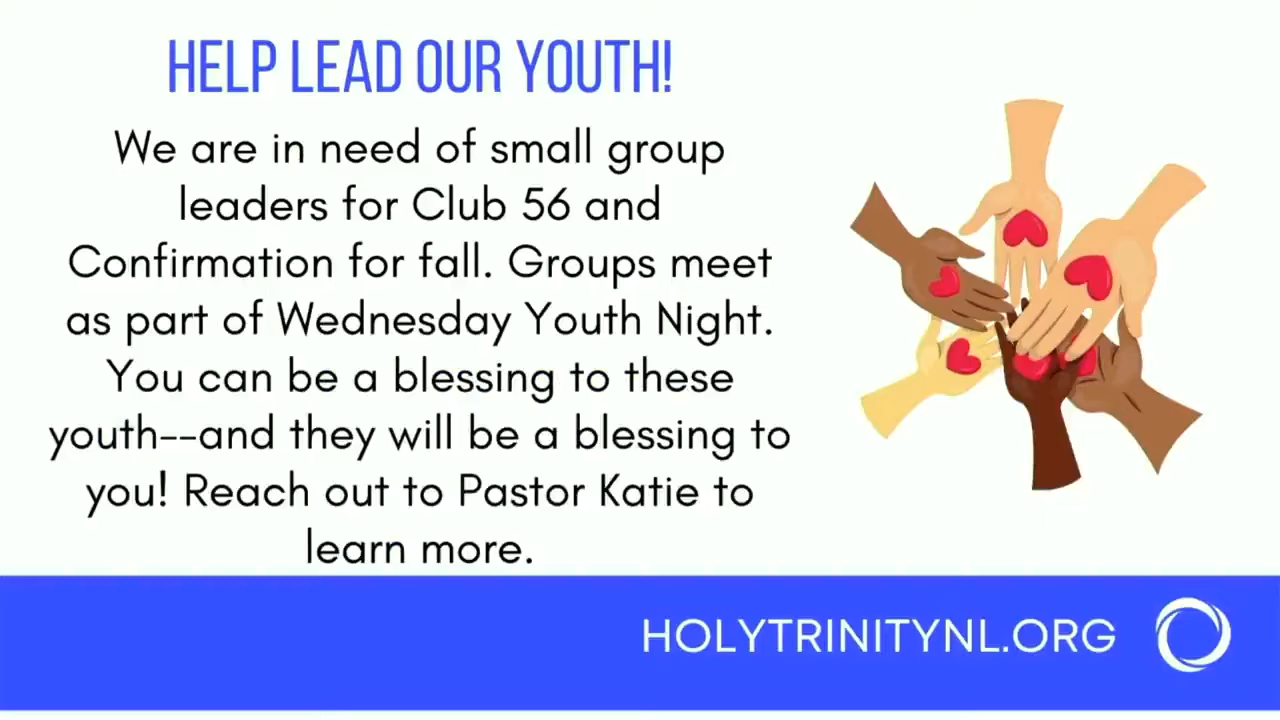 HELP LEAD OUR YOUTH!
We are in need of small group
leaders for Club 56 and
Confirmation for fall. Groups meet
as part of Wednesday Youth Night.
You can be a blessing to these
youth--and they will be a blessing to
you! Reach out to Pastor Katie to
learn more.
HOLYTRINITYNL.ORG